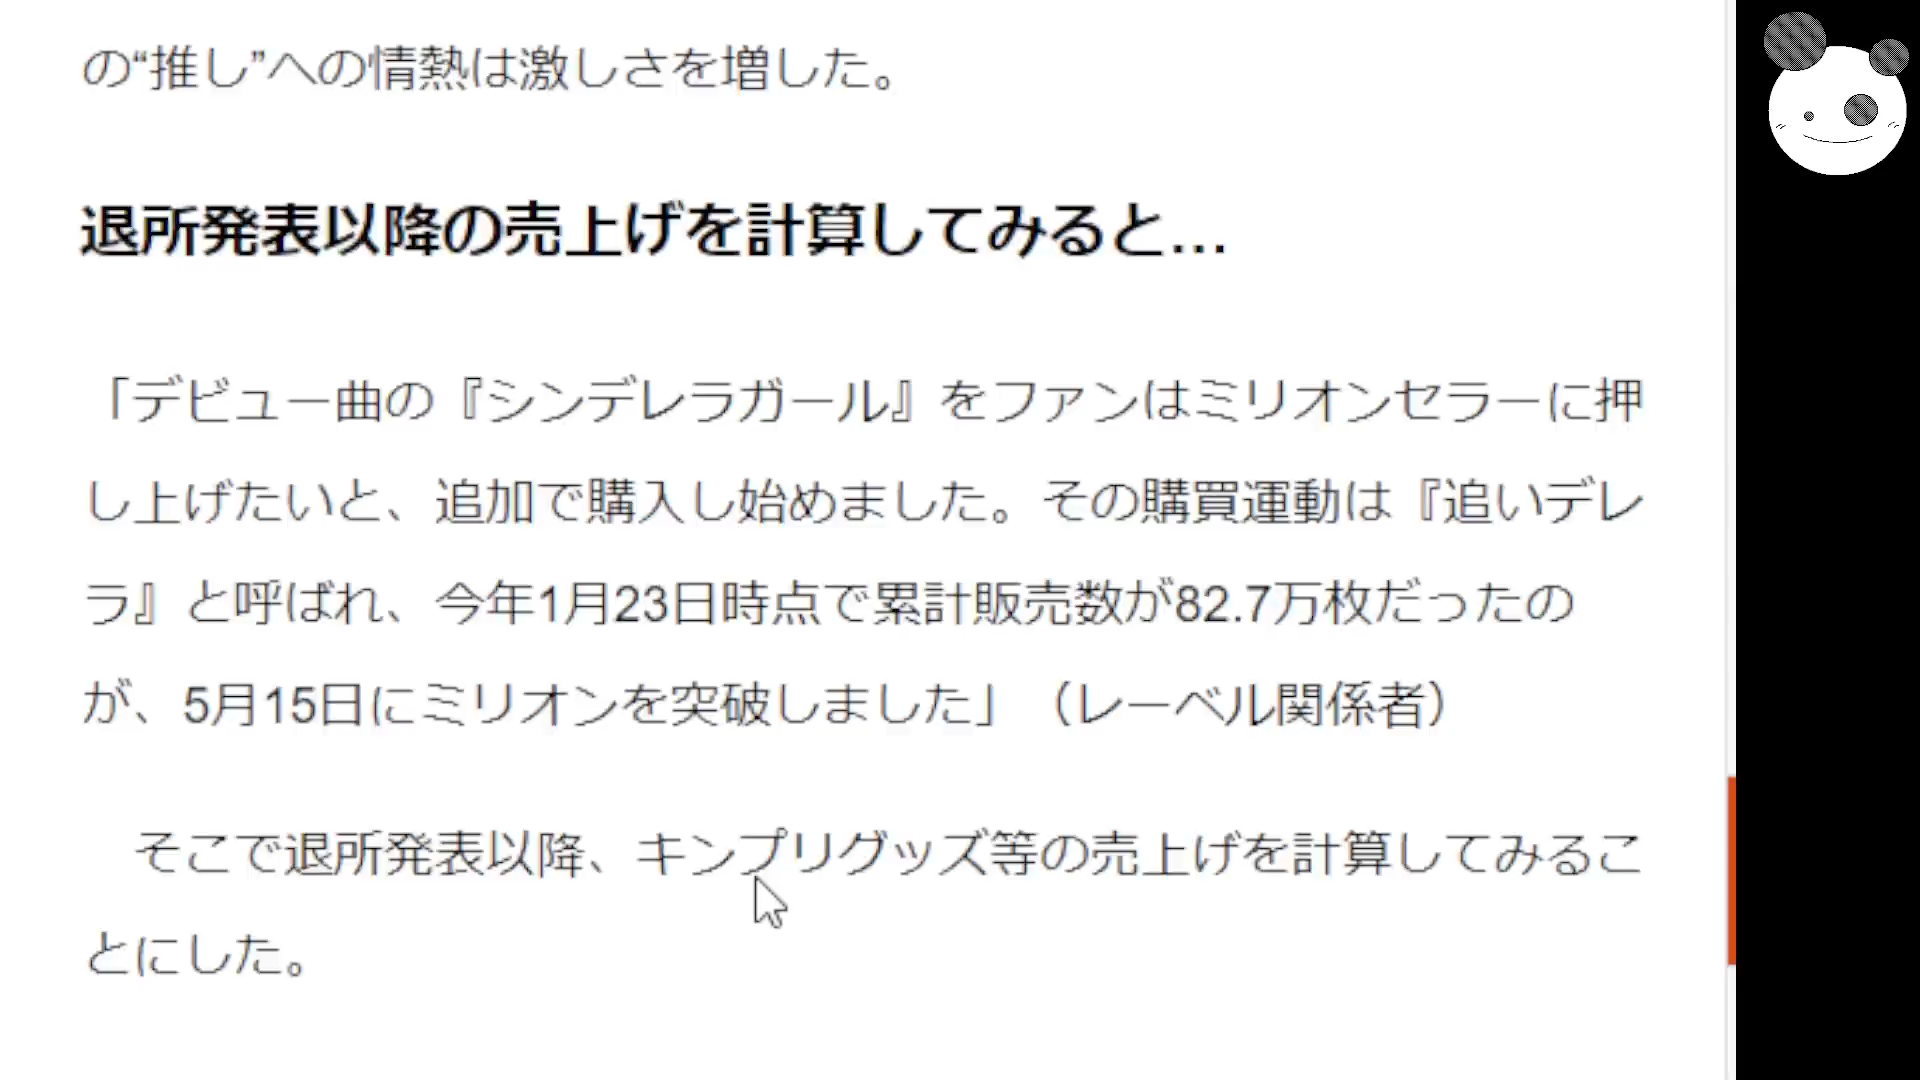 の“推し”への情熱は激しさを増した。
退所発表以降の売上げを計算してみると…
「デビュー曲の『シンデレラガール』をファンはミリオンセラーに押
し上げたいと、追加で購入し始めました。その購買運動は『追いデレ
ラ』と呼ばれ、今年1月23日時点で累計販売数が82.7万枚だったの
が、5月15日にミリオンを突破しました」（レーベル関係者）
そこで退所発表以降、キンプリグッズ等の売上げを計算してみるこ
とにした。